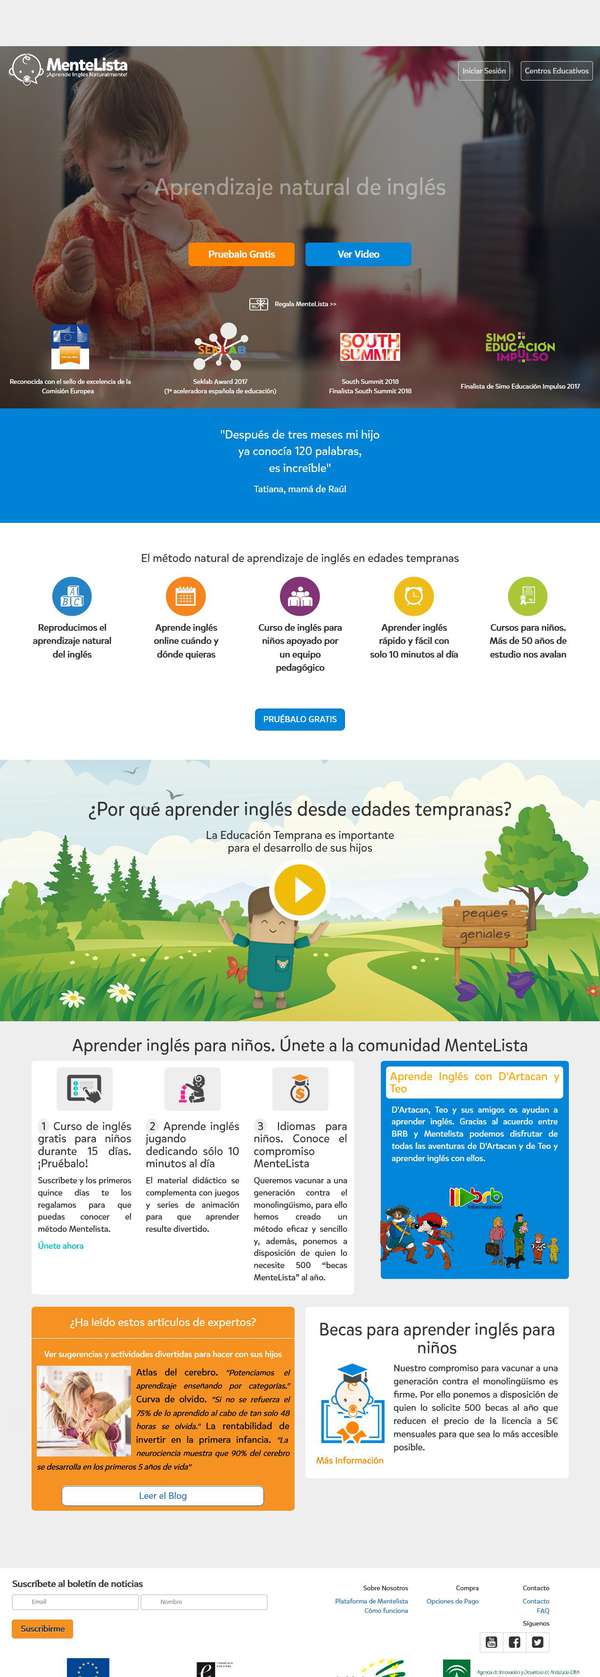 MenteLista
¡Aprende Inglés Naturalmente!
Iniciar Sesión
Centros Educativos
Aprendizaje natural de inglés
Pruebalo Gratis
Ver Video
Regala MenteLista >>
SEKLAB
SOUTH
SUMMIT
SIMO
EDUCACIÓN
IMPULSO
Reconocida con el sello de excelencia de la
Comisión Europea
Seklab Award 2017
(1ª aceleradora española de educación)
South Summit 2018
Finalista South Summit 2018
Finalista de Simo Educación Impulso 2017
"Después de tres meses mi hijo
ya conocía 120 palabras,
es increíble"
Tatiana, mamá de Raúl
El método natural de aprendizaje de inglés en edades tempranas
Reproducimos el
aprendizaje natural
del inglés
Aprende inglés
online cuándo y
dónde quieras
Curso de inglés para
niños apoyado por
un equipo
pedagógico
Aprender inglés
rápido y fácil con
solo 10 minutos al día
Cursos para niños.
Más de 50 años de
estudio nos avalan
PRUÉBALO GRATIS
¿Por qué aprender inglés desde edades tempranas?
La Educación Temprana es importante
para el desarrollo de sus hijos
peques
geniales
Aprender inglés para niños. Únete a la comunidad MenteLista
1 Curso de inglés
gratis para niños
durante 15 días.
¡Pruébalo!
Suscríbete y los primeros
quince días te los
regalamos para que
puedas conocer el
método Mentelista.
Únete ahora
2 Aprende inglés
jugando
dedicando sólo 10
minutos al día
El material didáctico se
complementa con juegos
y series de animación
para que aprender
resulte divertido.
3 Idiomas para
niños. Conoce el
compromiso
MenteLista
Queremos vacunar a una
generación contra el
monolingüismo, para ello
hemos creado un
método eficaz y sencillo
y, además, ponemos a
disposición de quien lo
necesite 500 “becas
MenteLista” al año.
Aprende Inglés con D'Artacan y
Teo
D'Artacan, Teo y sus amigos os ayudan a
aprender inglés. Gracias al acuerdo entre
BRB y Mentelista podemos disfrutar de
todas las aventuras de D'Artacan y de Teo y
aprender inglés con ellos.
brb
¿Ha leído estos artículos de expertos?
Ver sugerencias y actividades divertidas para hacer con sus hijos
Atlas del cerebro. "Potenciamos el
aprendizaje enseñando por categorías."
Curva de olvido. "Si no se refuerza el
75% de lo aprendido al cabo de tan solo 48
horas se olvida." La rentabilidad de
invertir en la primera infancia. "La
neurociencia muestra que 90% del cerebro
se desarrolla en los primeros 5 años de vida"
Leer el Blog
Becas para aprender inglés para
niños
Nuestro compromiso para vacunar a una
generación contra el monolingüismo es
firme. Por ello ponemos a disposición de
quien lo solicite 500 becas al año que
reducen el precio de la licencia a 5€
mensuales para que sea lo más accesible
posible.
Más Información
Suscríbete al boletín de noticias
Email
Nombre
Suscribirme
Sobre Nosotros
Plataforma de Mentelista
Cómo funciona
Compra
Opciones de Pago
Contacto
Contacto
FAQ
Síguenos